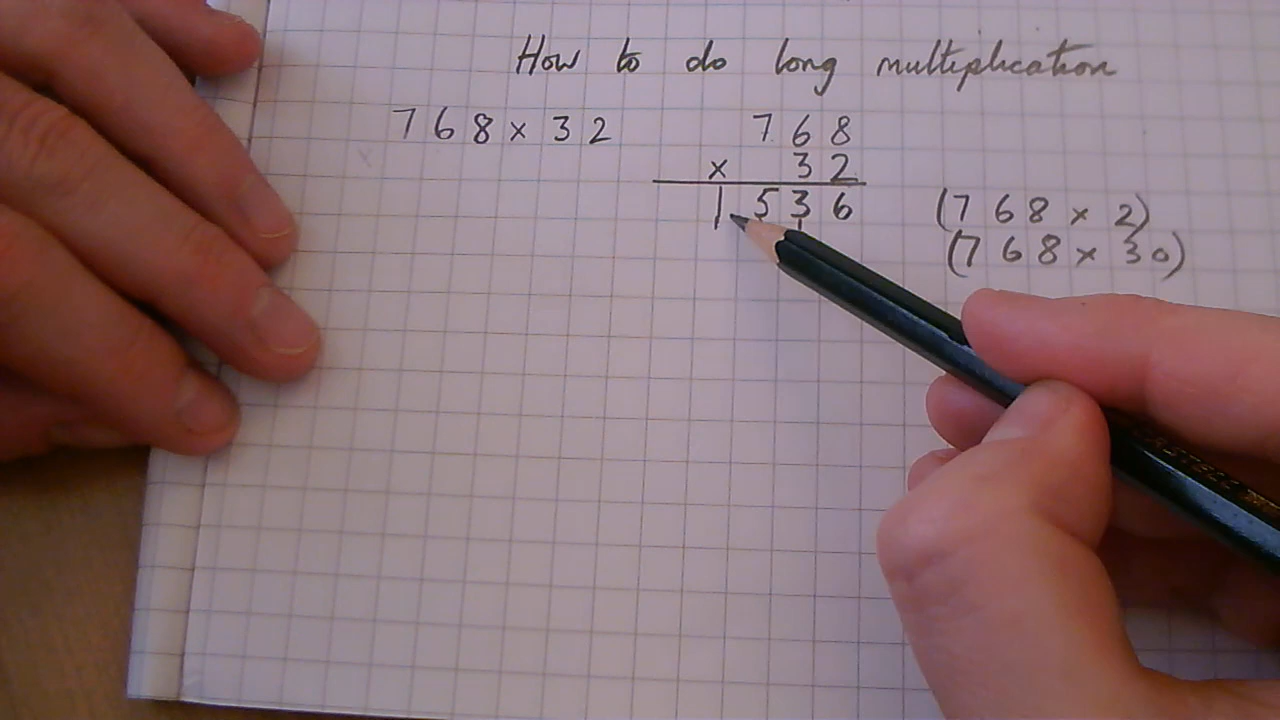 How to do long multiplication
768 x 32
768
x 32
1536
(768 x 2)
(768 x 30)